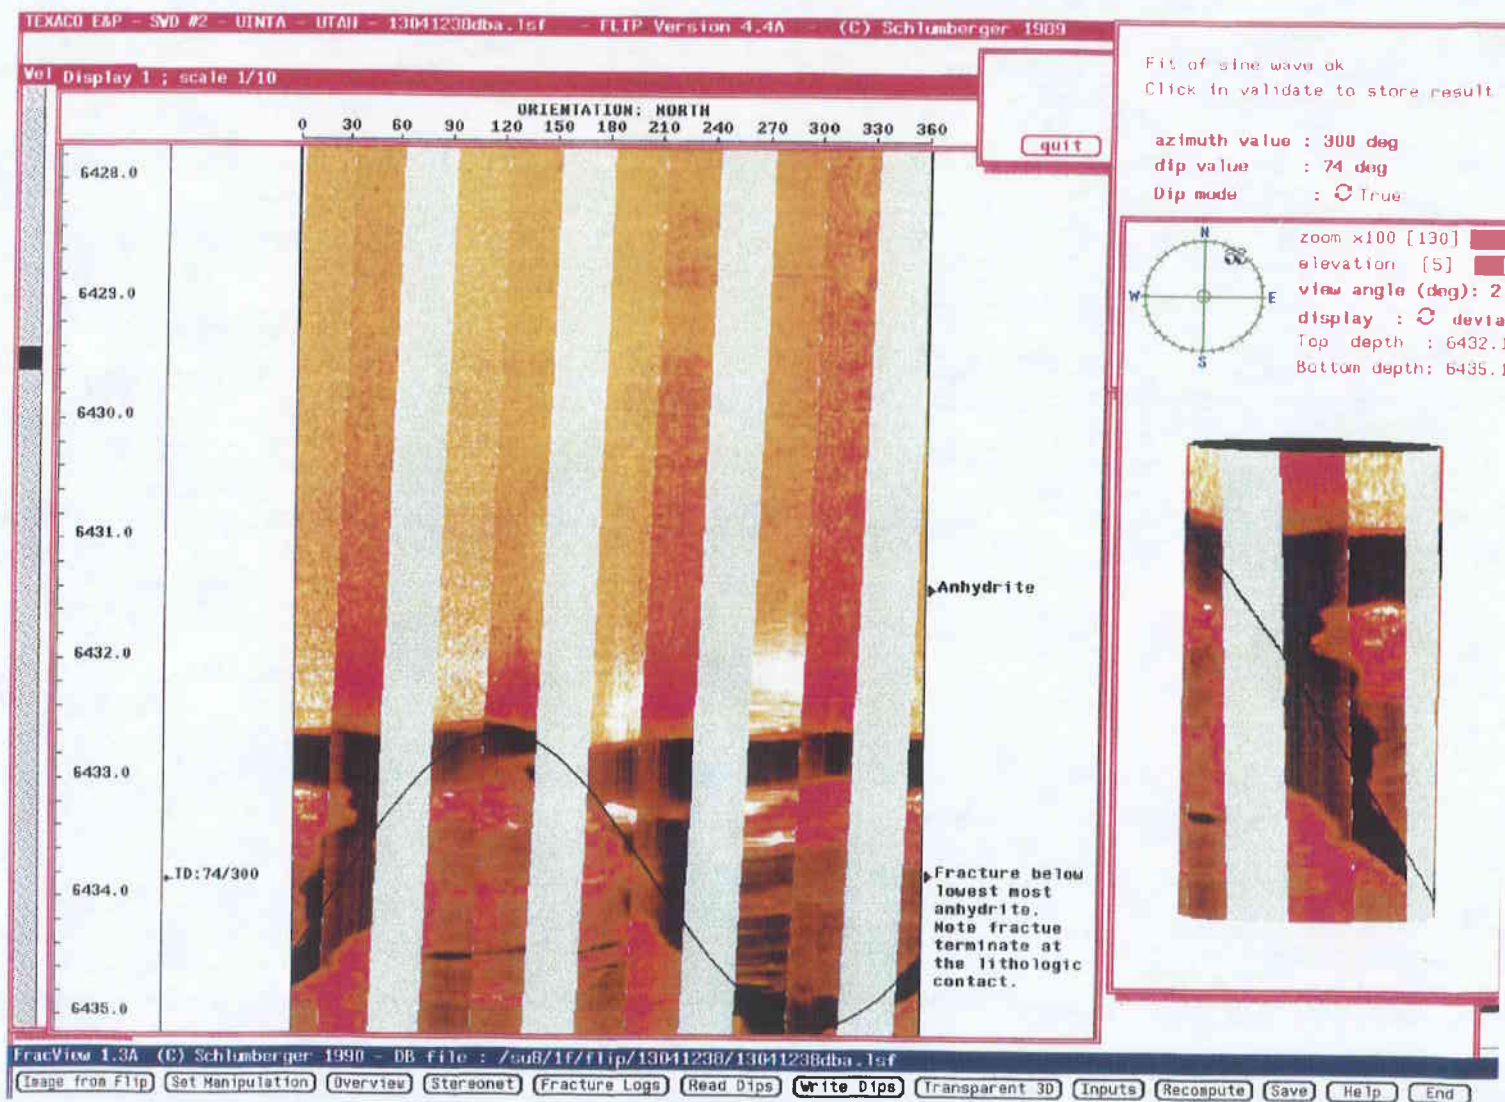 TEXACO E&P - SWD #2 - UINTA - UTAH - 13041238dba.lsf - FLIP Version 4.4A (C) Schlumberger 1989
Vel Display 1 ; scale 1/10
ORIENTATION: NORTH
0 30 60 90 120 150 180 210 240 270 300 330 360
quit
6428.0
6429.0
6430.0
6431.0
6432.0
6433.0
6434.0
6435.0
TD:74/300
Anhydrite
Fracture below
lowest most
anhydrite.
Note fractue
terminate at
the lithologic
contact.
Fit of sine wave ok
Click in validate to store result
azimuth value : 300 deg
dip value : 74 deg
Dip mode : True
N
W
E
S
zoom x100 [130]
elevation [5]
view angle (deg): 2
display : devia
Top depth : 6432.1
Bottom depth: 6435.1
FracView 1.3A (C) Schlumberger 1990 - DB file : /su8/1f/flip/13041238/13041238dba.lsf
Image from Flip Set Manipulation Overview Stereonet Fracture Logs Read Dips Write Dips Transparent 3D Inputs Recompute Save Help End